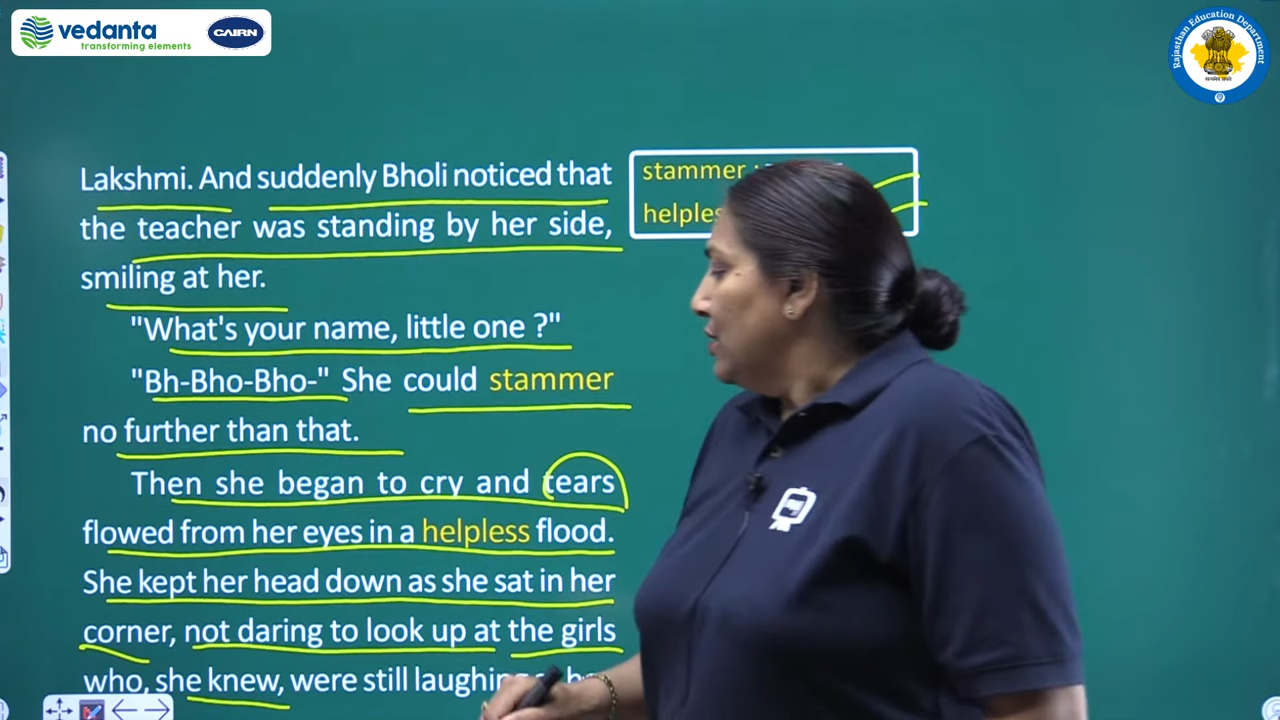 vedanta
transforming elements
CAIRN
Rajasthan Education Department
Lakshmi. And suddenly Bholi noticed that
the teacher was standing by her side,
smiling at her.
"What's your name, little one ?"
"Bh-Bho-Bho-" She could stammer
no further than that.
Then she began to cry and tears
flowed from her eyes in a helpless flood.
She kept her head down as she sat in her
corner, not daring to look up at the girls
who, she knew, were still laughing
stammer :